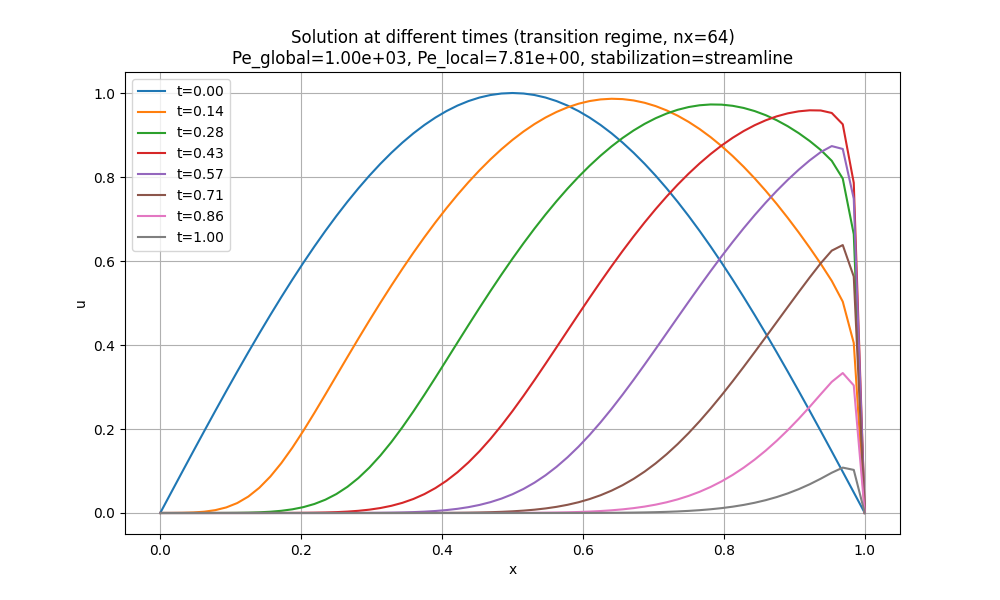 Solution at different times (transition regime, nx=64)
Pe_global=1.00e+03, Pe_local=7.81e+00, stabilization=streamline
t=0.00
t=0.14
t=0.28
t=0.43
t=0.57
t=0.71
t=0.86
t=1.00
1.0
0.8
0.6
0.4
0.2
0.0
u
0.0 0.2 0.4 0.6 0.8 1.0
x